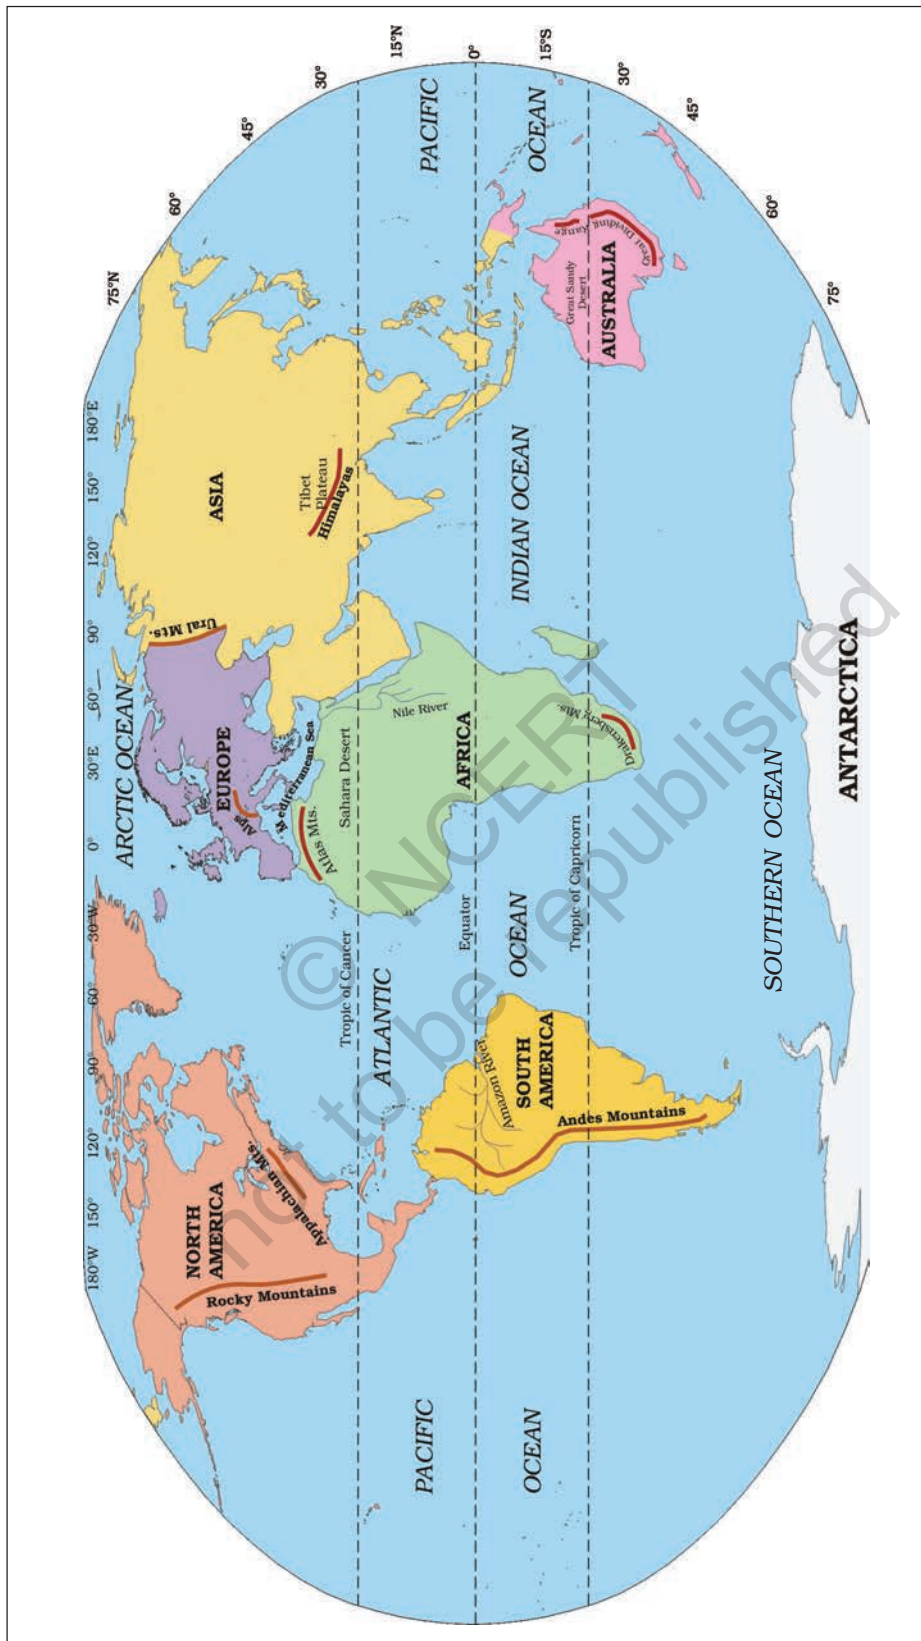 75°N
60°
45°
30°
15°N
0°
15°S
30°
45°
60°
75°
180°W
150°
120°
90°
60°
30°W
0°
30°E
60°
90°
120°
150°
180°E
ARCTIC OCEAN
NORTH
AMERICA
Rocky Mountains
Appalachian Mts.
EUROPE
Alps
Ural Mts.
Mediterranean Sea
ASIA
Tibet
Plateau
Himalayas
Atlas Mts.
Sahara Desert
Nile River
AFRICA
Drakensberg Mts.
Tropic of Cancer
Equator
Tropic of Capricorn
ATLANTIC
OCEAN
PACIFIC
OCEAN
PACIFIC
OCEAN
INDIAN OCEAN
SOUTH
AMERICA
Amazon River
Andes Mountains
Great Sandy
Desert
AUSTRALIA
Great Dividing Range
SOUTHERN OCEAN
ANTARCTICA
© NCERT
not to be republished